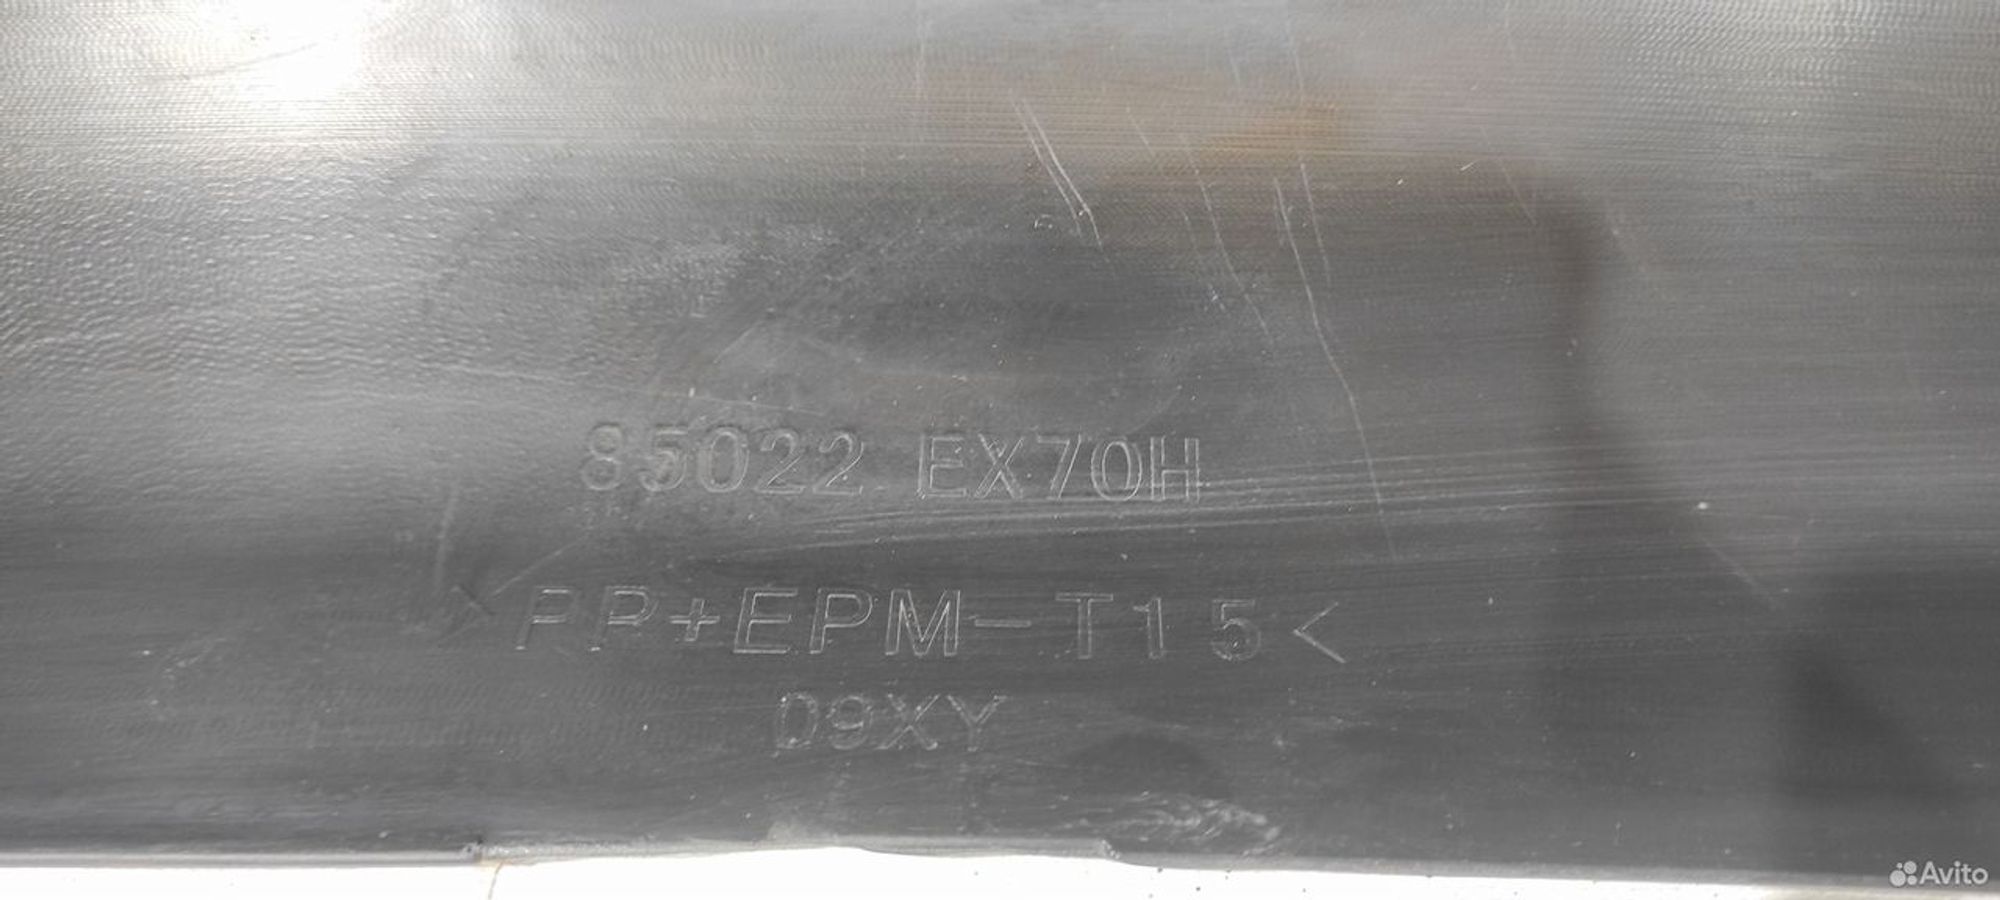 85022 EX70H
>PP+EPM-T15<
D9XY
Avito